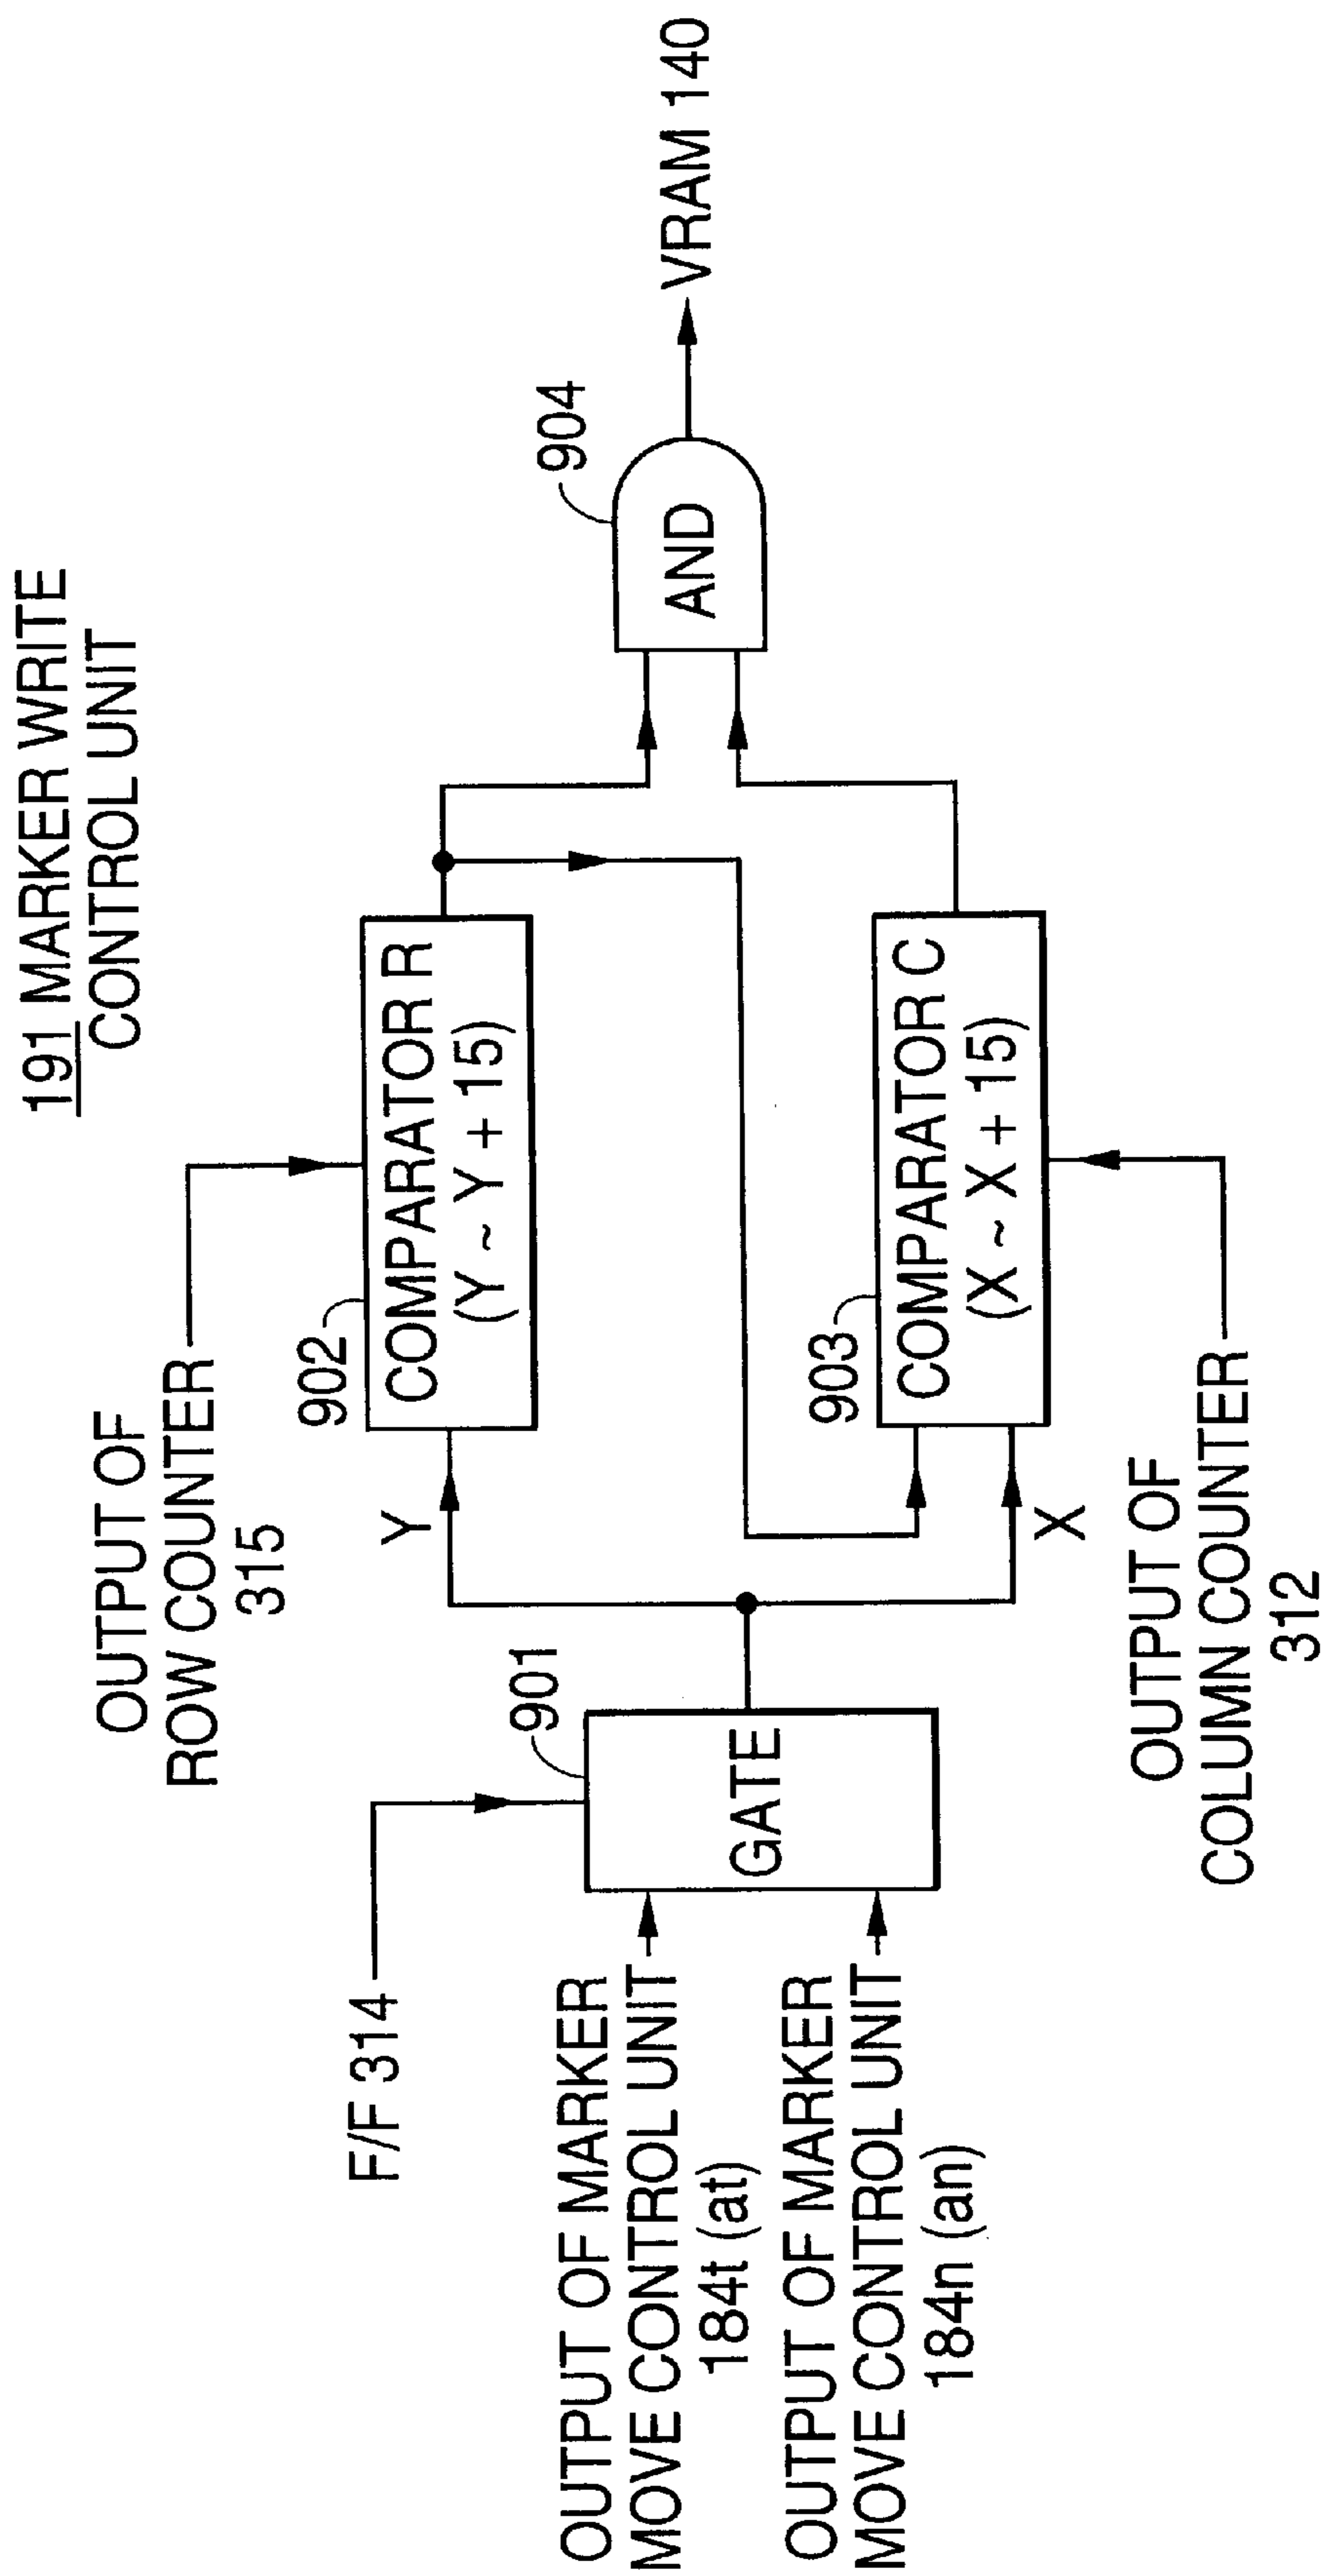 191 MARKER WRITE
CONTROL UNIT
OUTPUT OF
ROW COUNTER
315
F/F 314
902
COMPARATOR R
(Y ~ Y + 15)
Y
901
GATE
904
AND
VRAM 140
OUTPUT OF MARKER
MOVE CONTROL UNIT
184t (at)
OUTPUT OF MARKER
MOVE CONTROL UNIT
184n (an)
903
COMPARATOR C
(X ~ X + 15)
X
OUTPUT OF
COLUMN COUNTER
312